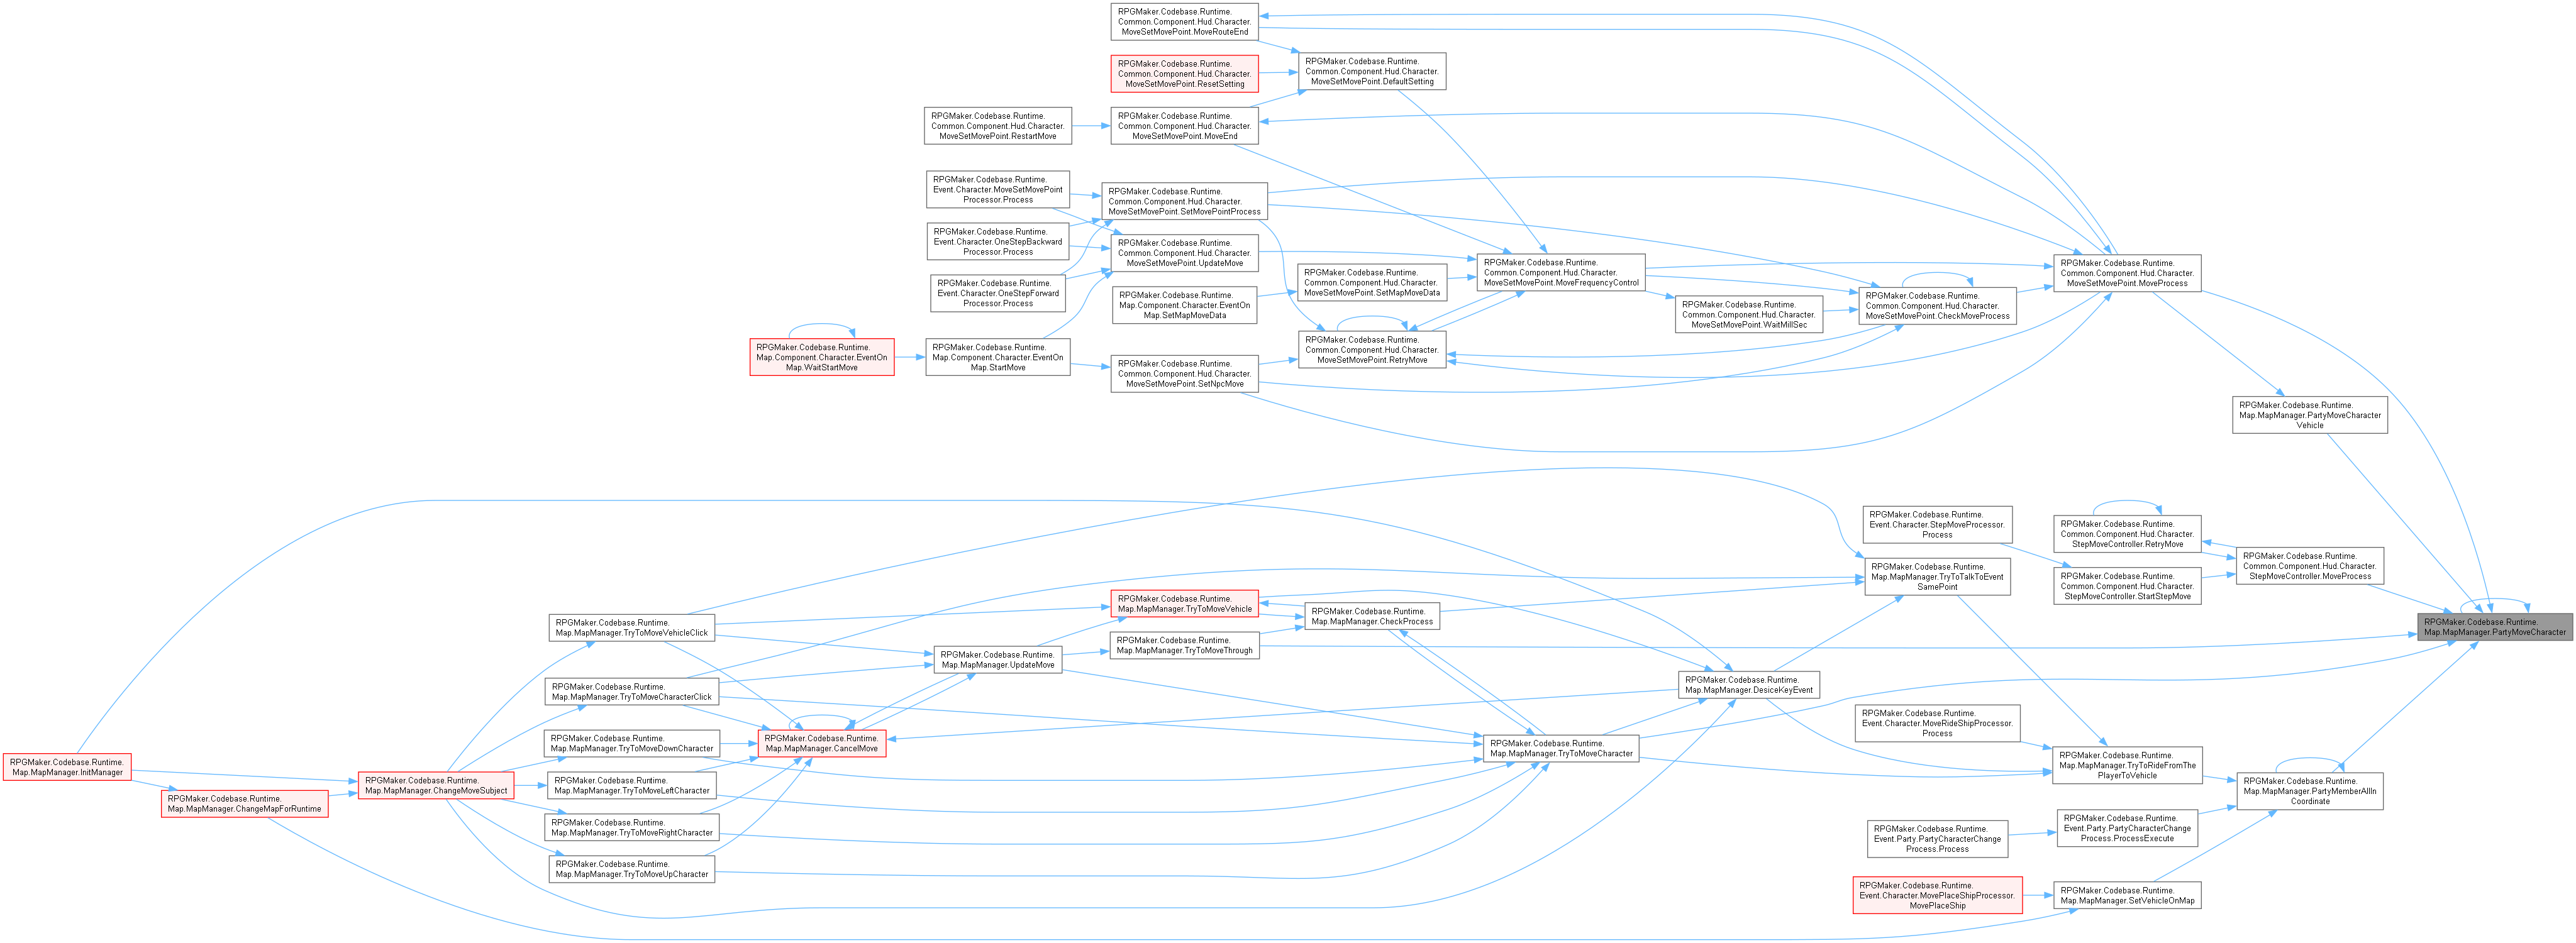 RPGMaker.Codebase.Runtime.
Common.Component.Hud.Character.
MoveSetMovePoint.MoveRouteEnd
RPGMaker.Codebase.Runtime.
Common.Component.Hud.Character.
MoveSetMovePoint.ResetSetting
RPGMaker.Codebase.Runtime.
Common.Component.Hud.Character.
MoveSetMovePoint.DefaultSetting
RPGMaker.Codebase.Runtime.
Common.Component.Hud.Character.
MoveSetMovePoint.RestartMove
RPGMaker.Codebase.Runtime.
Common.Component.Hud.Character.
MoveSetMovePoint.MoveEnd
RPGMaker.Codebase.Runtime.
Event.Character.MoveSetMovePoint
Processor.Process
RPGMaker.Codebase.Runtime.
Common.Component.Hud.Character.
MoveSetMovePoint.SetMovePointProcess
RPGMaker.Codebase.Runtime.
Event.Character.OneStepBackward
Processor.Process
RPGMaker.Codebase.Runtime.
Common.Component.Hud.Character.
MoveSetMovePoint.UpdateMove
RPGMaker.Codebase.Runtime.
Event.Character.OneStepForward
Processor.Process
RPGMaker.Codebase.Runtime.
Map.Component.Character.EventOn
Map.SetMapMoveData
RPGMaker.Codebase.Runtime.
Common.Component.Hud.Character.
MoveSetMovePoint.SetMapMoveData
RPGMaker.Codebase.Runtime.
Common.Component.Hud.Character.
MoveSetMovePoint.MoveFrequencyControl
RPGMaker.Codebase.Runtime.
Common.Component.Hud.Character.
MoveSetMovePoint.WaitMillSec
RPGMaker.Codebase.Runtime.
Common.Component.Hud.Character.
MoveSetMovePoint.CheckMoveProcess
RPGMaker.Codebase.Runtime.
Common.Component.Hud.Character.
MoveSetMovePoint.MoveProcess
RPGMaker.Codebase.Runtime.
Map.Component.Character.EventOn
Map.WaitStartMove
RPGMaker.Codebase.Runtime.
Map.Component.Character.EventOn
Map.StartMove
RPGMaker.Codebase.Runtime.
Common.Component.Hud.Character.
MoveSetMovePoint.SetNpcMove
RPGMaker.Codebase.Runtime.
Common.Component.Hud.Character.
MoveSetMovePoint.RetryMove
RPGMaker.Codebase.Runtime.
Map.MapManager.PartyMoveCharacter
Vehicle
RPGMaker.Codebase.Runtime.
Event.Character.StepMoveProcessor.
Process
RPGMaker.Codebase.Runtime.
Common.Component.Hud.Character.
StepMoveController.RetryMove
RPGMaker.Codebase.Runtime.
Common.Component.Hud.Character.
StepMoveController.MoveProcess
RPGMaker.Codebase.Runtime.
Common.Component.Hud.Character.
StepMoveController.StartStepMove
RPGMaker.Codebase.Runtime.
Map.MapManager.TryToTalkToEvent
SamePoint
RPGMaker.Codebase.Runtime.
Map.MapManager.PartyMoveCharacter
RPGMaker.Codebase.Runtime.
Map.MapManager.TryToMoveVehicle
RPGMaker.Codebase.Runtime.
Map.MapManager.CheckProcess
RPGMaker.Codebase.Runtime.
Map.MapManager.TryToMoveThrough
RPGMaker.Codebase.Runtime.
Map.MapManager.TryToMoveVehicleClick
RPGMaker.Codebase.Runtime.
Map.MapManager.UpdateMove
RPGMaker.Codebase.Runtime.
Map.MapManager.DesiceKeyEvent
RPGMaker.Codebase.Runtime.
Map.MapManager.TryToMoveCharacterClick
RPGMaker.Codebase.Runtime.
Event.Character.MoveRideShipProcessor.
Process
RPGMaker.Codebase.Runtime.
Map.MapManager.TryToMoveDownCharacter
RPGMaker.Codebase.Runtime.
Map.MapManager.CancelMove
RPGMaker.Codebase.Runtime.
Map.MapManager.TryToMoveCharacter
RPGMaker.Codebase.Runtime.
Map.MapManager.TryToRideFromThe
PlayerToVehicle
RPGMaker.Codebase.Runtime.
Map.MapManager.InitManager
RPGMaker.Codebase.Runtime.
Map.MapManager.ChangeMapForRuntime
RPGMaker.Codebase.Runtime.
Map.MapManager.ChangeMoveSubject
RPGMaker.Codebase.Runtime.
Map.MapManager.TryToMoveLeftCharacter
RPGMaker.Codebase.Runtime.
Map.MapManager.PartyMemberAllIn
Coordinate
RPGMaker.Codebase.Runtime.
Map.MapManager.TryToMoveRightCharacter
RPGMaker.Codebase.Runtime.
Event.Party.PartyCharacterChange
Process.Process
RPGMaker.Codebase.Runtime.
Event.Party.PartyCharacterChange
Process.ProcessExecute
RPGMaker.Codebase.Runtime.
Map.MapManager.TryToMoveUpCharacter
RPGMaker.Codebase.Runtime.
Event.Character.MovePlaceShipProcessor.
MovePlaceShip
RPGMaker.Codebase.Runtime.
Map.MapManager.SetVehicleOnMap